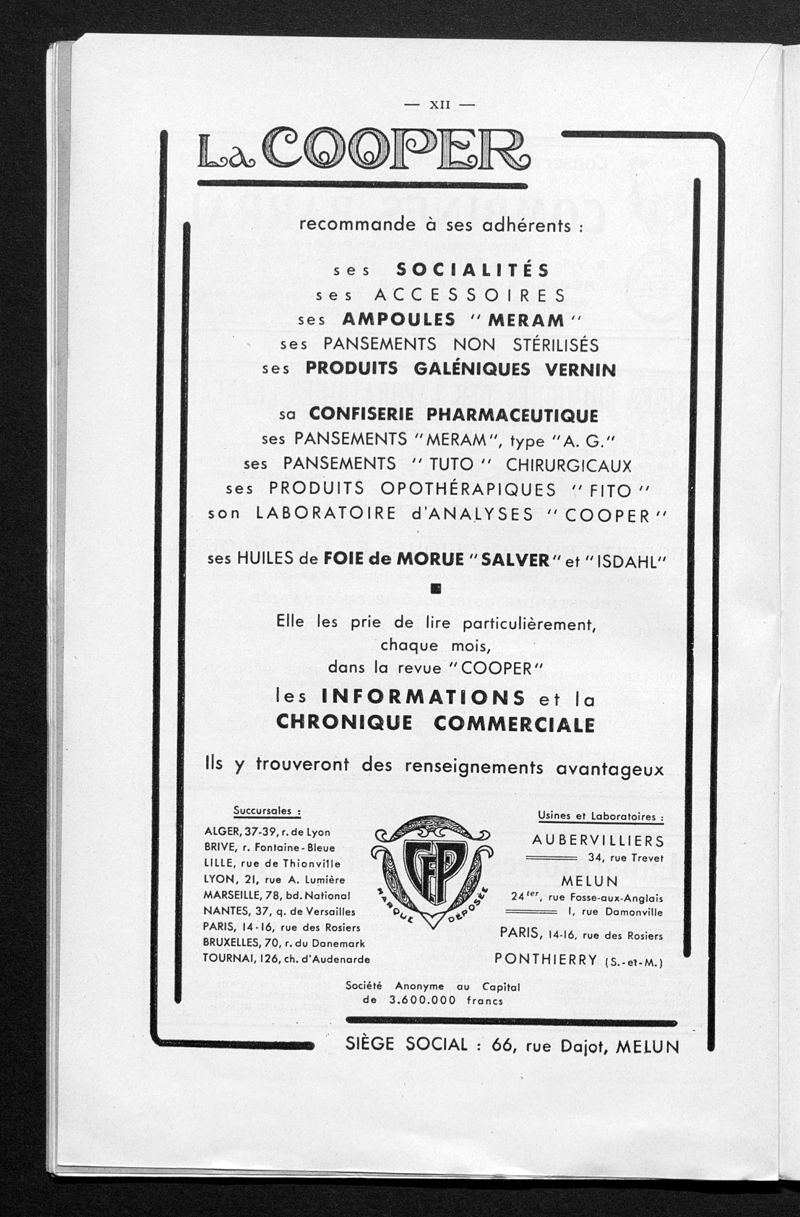 — XII —
La COOPER
recommande à ses adhérents :
ses SOCIALITÉS
ses ACCESSOIRES
ses AMPOULES "MERAM"
ses PANSEMENTS NON STÉRILISÉS
ses PRODUITS GALÉNIQUES VERNIN
sa CONFISERIE PHARMACEUTIQUE
ses PANSEMENTS "MERAM", type "A. G."
ses PANSEMENTS "TUTO" CHIRURGICAUX
ses PRODUITS OPOTHÉRAPIQUES "FITO"
son LABORATOIRE d'ANALYSES "COOPER"
ses HUILES de FOIE de MORUE "SALVER" et "ISDAHL"
Elle les prie de lire particulièrement,
chaque mois,
dans la revue "COOPER"
les INFORMATIONS et la
CHRONIQUE COMMERCIALE
Ils y trouveront des renseignements avantageux
Succursales :
ALGER, 37-39, r. de Lyon
BRIVE, r. Fontaine-Bleue
LILLE, rue de Thionville
LYON, 21, rue A. Lumière
MARSEILLE, 78, bd. National
NANTES, 37, q. de Versailles
PARIS, 14-16, rue des Rosiers
BRUXELLES, 70, r. du Danemark
TOURNAI, 126, ch. d'Audenarde
CFP
MARQUE DÉPOSÉE
Usines et Laboratoires :
AUBERVILLIERS
34, rue Trevet
MELUN
24ter, rue Fosse-aux-Anglais
1, rue Damonville
PARIS, 14-16, rue des Rosiers
PONTHIERRY (S.-et-M.)
Société Anonyme au Capital
de 3.600.000 francs
SIÈGE SOCIAL : 66, rue Dajot, MELUN